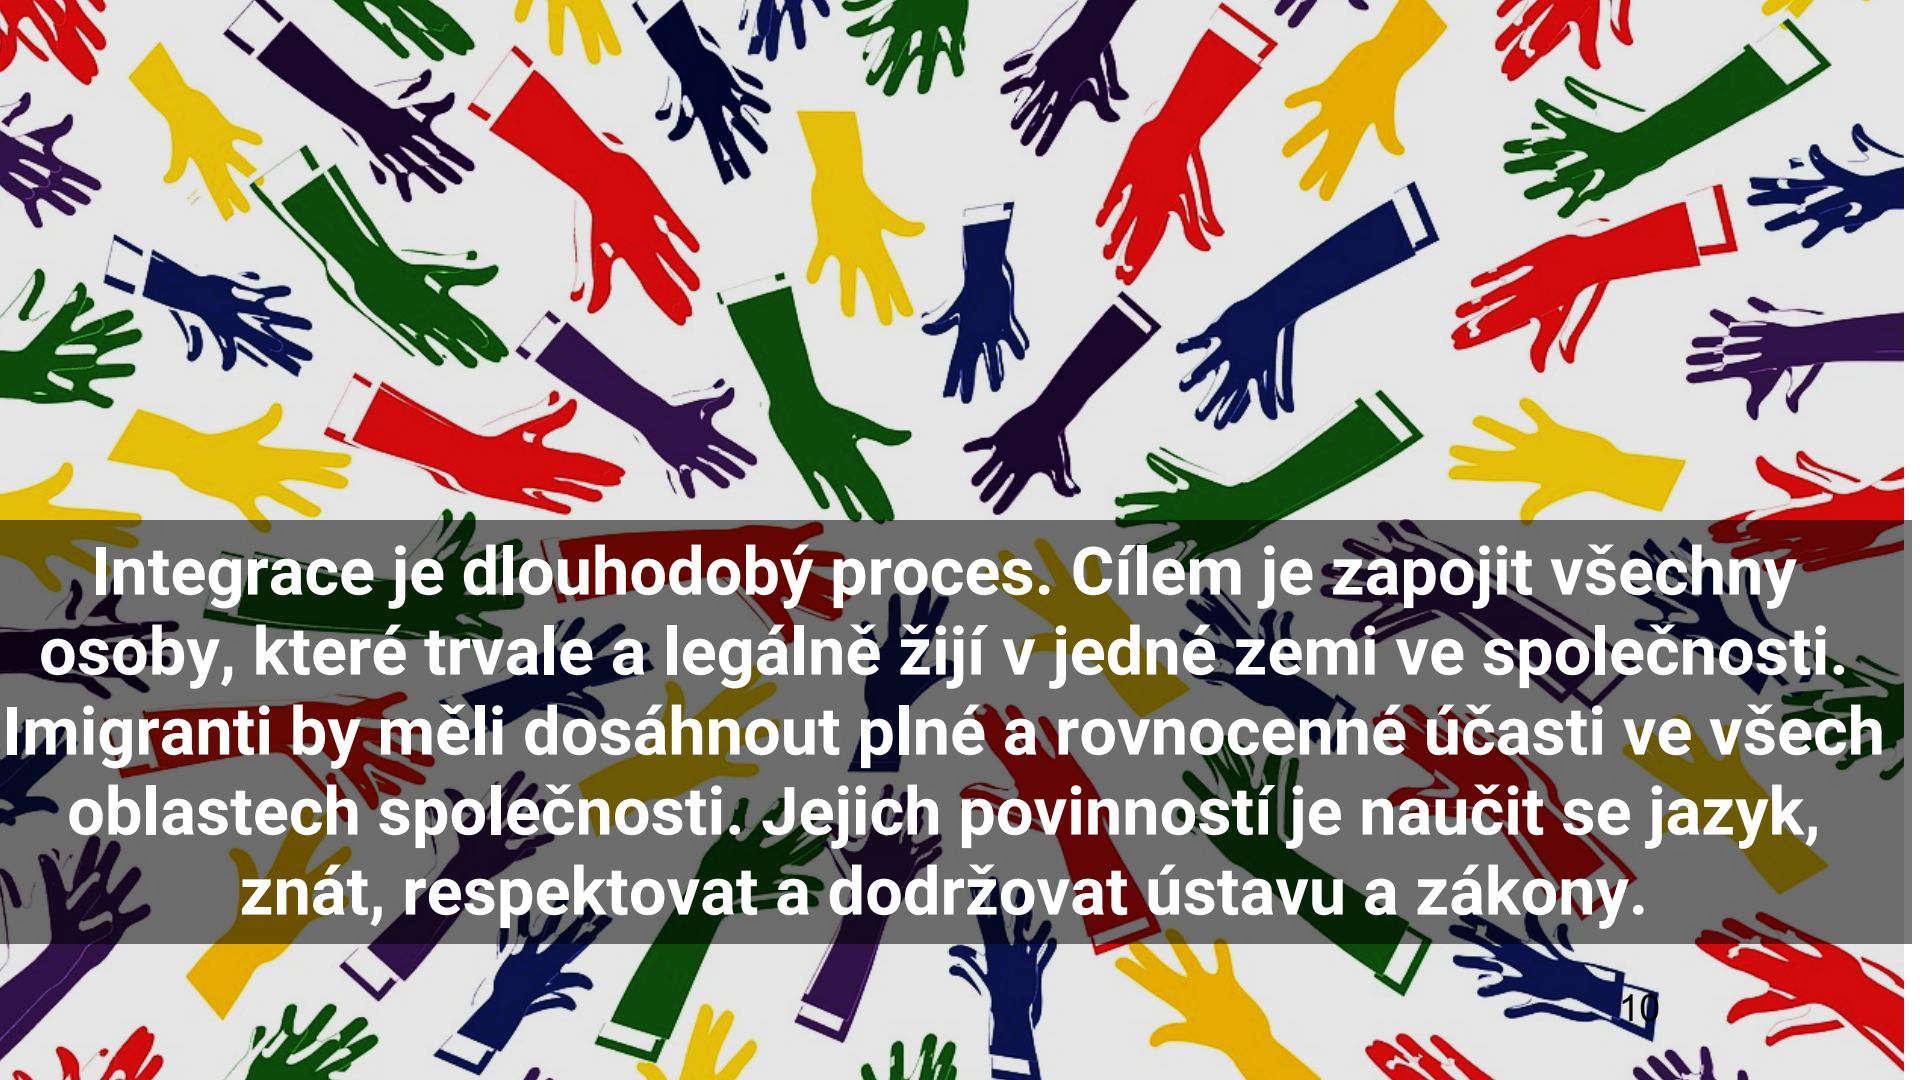 Integrace je dlouhodobý proces. Cílem je zapojit všechny
osoby, které trvale a legálně žijí v jedné zemi ve společnosti.
Imigranti by měli dosáhnout plné a rovnocenné účasti ve všech
oblastech společnosti. Jejich povinností je naučit se jazyk,
znát, respektovat a dodržovat ústavu a zákony.
10